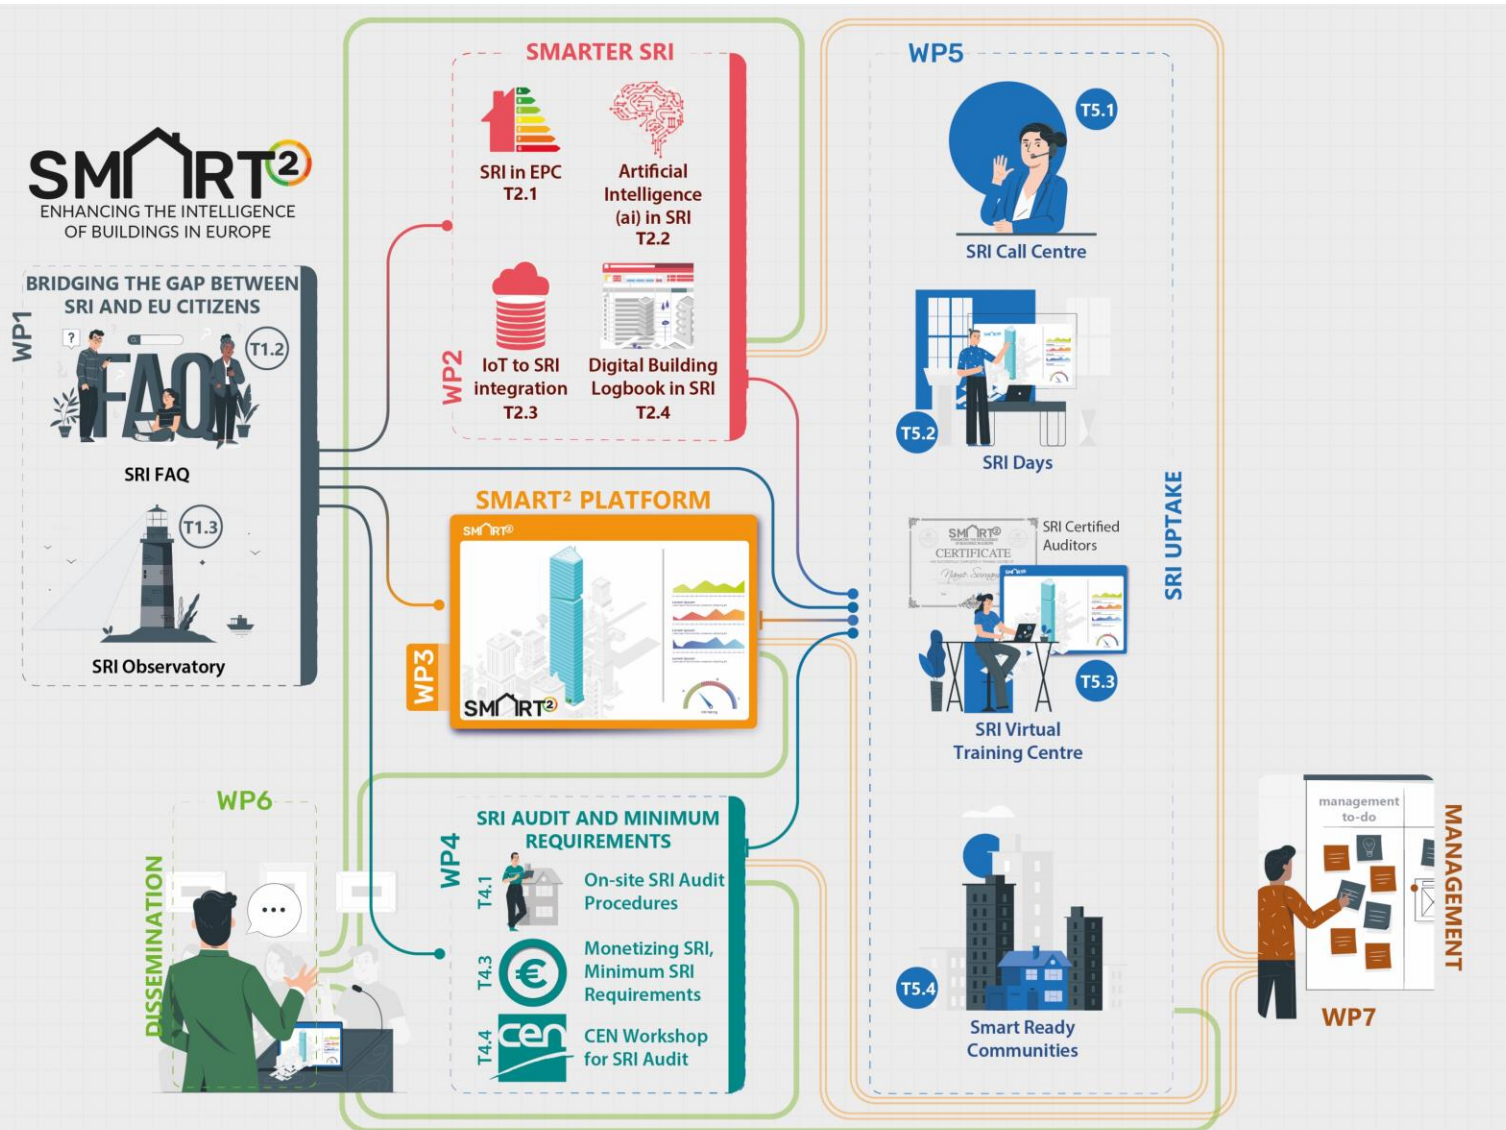 SMART²
ENHANCING THE INTELLIGENCE
OF BUILDINGS IN EUROPE
WP1
BRIDGING THE GAP BETWEEN
SRI AND EU CITIZENS
?
FAQ
T1.2
SRI FAQ
T1.3
SRI Observatory
SMARTER SRI
WP2
SRI in EPC
T2.1
Artificial
Intelligence
(ai) in SRI
T2.2
IoT to SRI
integration
T2.3
Digital Building
Logbook in SRI
T2.4
SMART² PLATFORM
WP3
SMART²
SMART²
WP4
SRI AUDIT AND MINIMUM
REQUIREMENTS
T4.1
On-site SRI Audit
Procedures
T4.3
€
Monetizing SRI,
Minimum SRI
Requirements
T4.4
cen
CEN Workshop
for SRI Audit
WP5
SRI UPTAKE
T5.1
SRI Call Centre
T5.2
SRI Days
SMART²
CERTIFICATE
SRI Certified
Auditors
T5.3
SRI Virtual
Training Centre
T5.4
Smart Ready
Communities
WP6
DISSEMINATION
management
to-do
MANAGEMENT
WP7